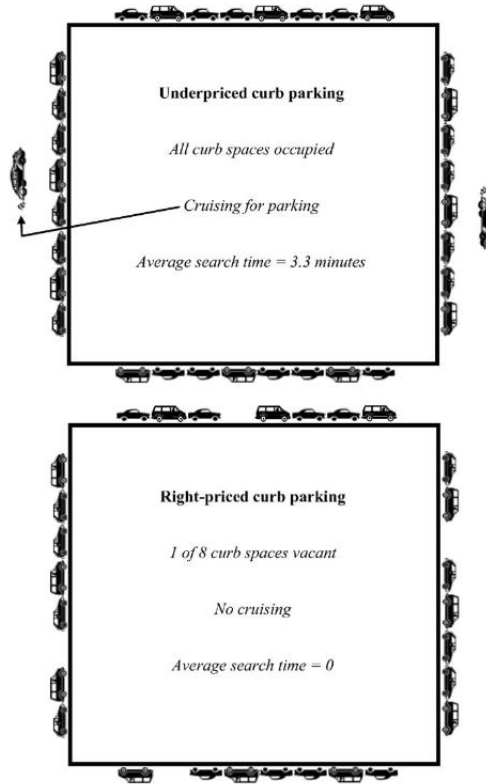 Underpriced curb parking
All curb spaces occupied
Cruising for parking
Average search time = 3.3 minutes
Right-priced curb parking
1 of 8 curb spaces vacant
No cruising
Average search time = 0